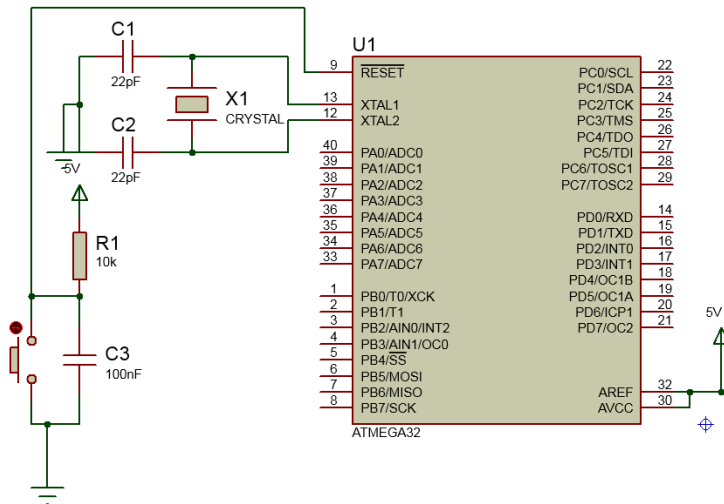 C1
22pF
X1
CRYSTAL
C2
22pF
5V
R1
10k
C3
100nF
U1
9 RESET PC0/SCL 22
PC1/SDA 23
13 XTAL1 PC2/TCK 24
12 XTAL2 PC3/TMS 25
PC4/TDO 26
40 PA0/ADC0 PC5/TDI 27
39 PA1/ADC1 PC6/TOSC1 28
38 PA2/ADC2 PC7/TOSC2 29
37 PA3/ADC3
36 PA4/ADC4 PD0/RXD 14
35 PA5/ADC5 PD1/TXD 15
34 PA6/ADC6 PD2/INT0 16
33 PA7/ADC7 PD3/INT1 17
PD4/OC1B 18
1 PB0/T0/XCK PD5/OC1A 19
2 PB1/T1 PD6/ICP1 20
3 PB2/AIN0/INT2 PD7/OC2 21
4 PB3/AIN1/OC0
5 PB4/SS
6 PB5/MOSI
7 PB6/MISO AREF 32
8 PB7/SCK AVCC 30
ATMEGA32
5V